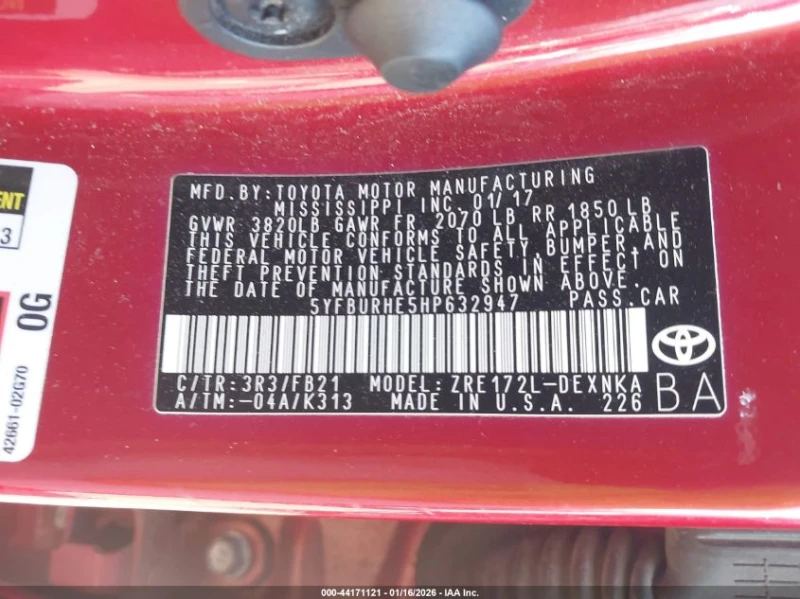 MFD.BY:TOYOTA MOTOR MANUFACTURING
MISSISSIPPI INC. 01/17
GVWR 3820LB GAWR FR 2070 LB RR 1850 LB
THIS VEHICLE CONFORMS TO ALL APPLICABLE
FEDERAL MOTOR VEHICLE SAFETY, BUMPER, AND
THEFT PREVENTION STANDARDS IN EFFECT ON
THE DATE OF MANUFACTURE SHOWN ABOVE.
5YFBURHE5HP632947 PASS.CAR
C/TR:3R3/FB21 MODEL:ZRE172L-DEXNKA
A/TM:-04A/K313 MADE IN U.S.A. 226
BA
ENT
3
OG
42661-02G70
000-44171121 - 01/16/2026 - IAA Inc.